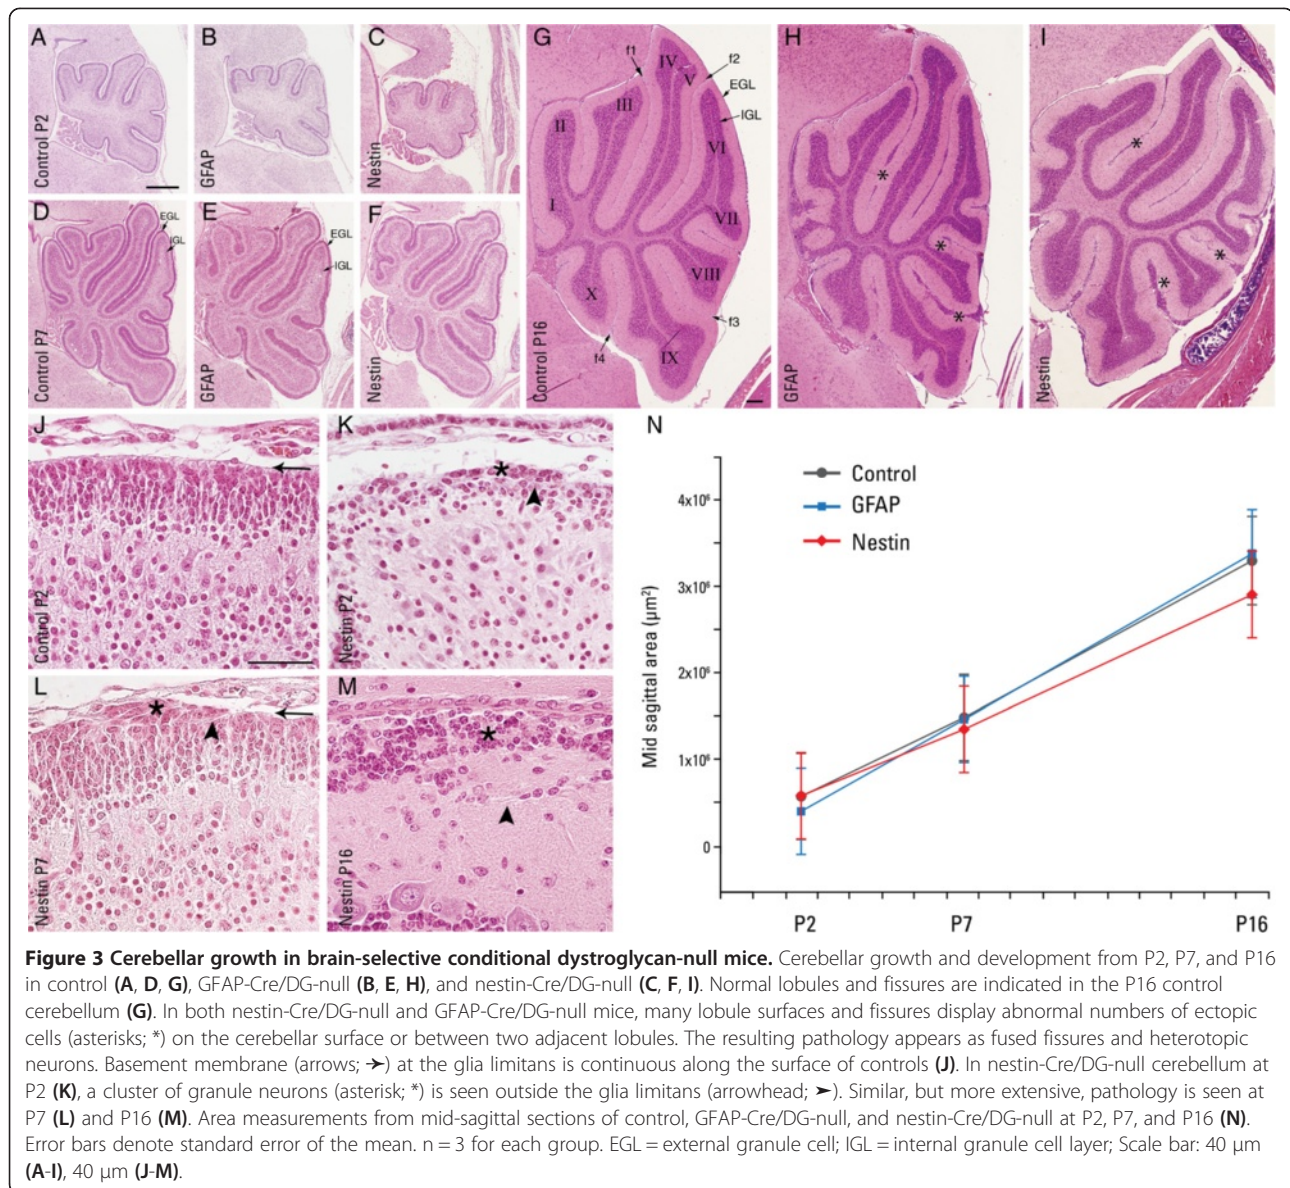 A
B
C
G
H
I
Control P2
GFAP
Nestin
D
E
F
EGL
IGL
EGL
IGL
Control P7
GFAP
Nestin
f1
IV
V
f2
EGL
III
IGL
II
VI
I
VII
VIII
X
f3
f4
IX
Control P16
*
*
*
GFAP
*
*
*
Nestin
J
K
N
*
Control P2
Nestin P2
L
M
*
*
Nestin P7
Nestin P16
Control
GFAP
Nestin
Mid sagittal area (µm²)
4x10⁶
3x10⁶
2x10⁶
1x10⁶
0
P2
P7
P16
Figure 3 Cerebellar growth in brain-selective conditional dystroglycan-null mice. Cerebellar growth and development from P2, P7, and P16
in control (A, D, G), GFAP-Cre/DG-null (B, E, H), and nestin-Cre/DG-null (C, F, I). Normal lobules and fissures are indicated in the P16 control
cerebellum (G). In both nestin-Cre/DG-null and GFAP-Cre/DG-null mice, many lobule surfaces and fissures display abnormal numbers of ectopic
cells (asterisks; *) on the cerebellar surface or between two adjacent lobules. The resulting pathology appears as fused fissures and heterotopic
neurons. Basement membrane (arrows; ➔) at the glia limitans is continuous along the surface of controls (J). In nestin-Cre/DG-null cerebellum at
P2 (K), a cluster of granule neurons (asterisk; *) is seen outside the glia limitans (arrowhead; ➤). Similar, but more extensive, pathology is seen at
P7 (L) and P16 (M). Area measurements from mid-sagittal sections of control, GFAP-Cre/DG-null, and nestin-Cre/DG-null at P2, P7, and P16 (N).
Error bars denote standard error of the mean. n = 3 for each group. EGL = external granule cell; IGL = internal granule cell layer; Scale bar: 40 µm
(A-I), 40 µm (J-M).